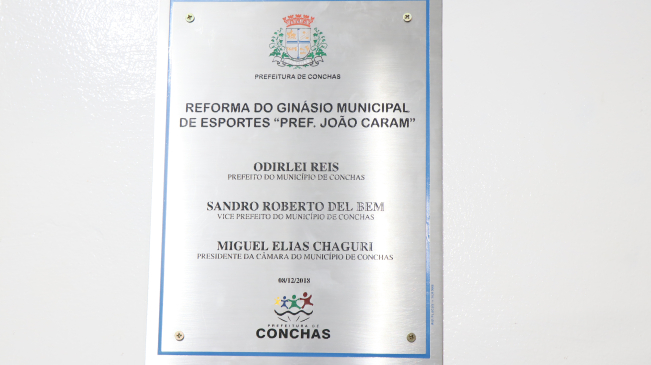 PREFEITURA DE CONCHAS
REFORMA DO GINÁSIO MUNICIPAL
DE ESPORTES “PREF. JOÃO CARAM”
ODIRLEI REIS
PREFEITO DO MUNICÍPIO DE CONCHAS
SANDRO ROBERTO DEL BEM
VICE PREFEITO DO MUNICÍPIO DE CONCHAS
MIGUEL ELIAS CHAGURI
PRESIDENTE DA CÂMARA DO MUNICÍPIO DE CONCHAS
08/12/2018
PREFEITURA DE
CONCHAS